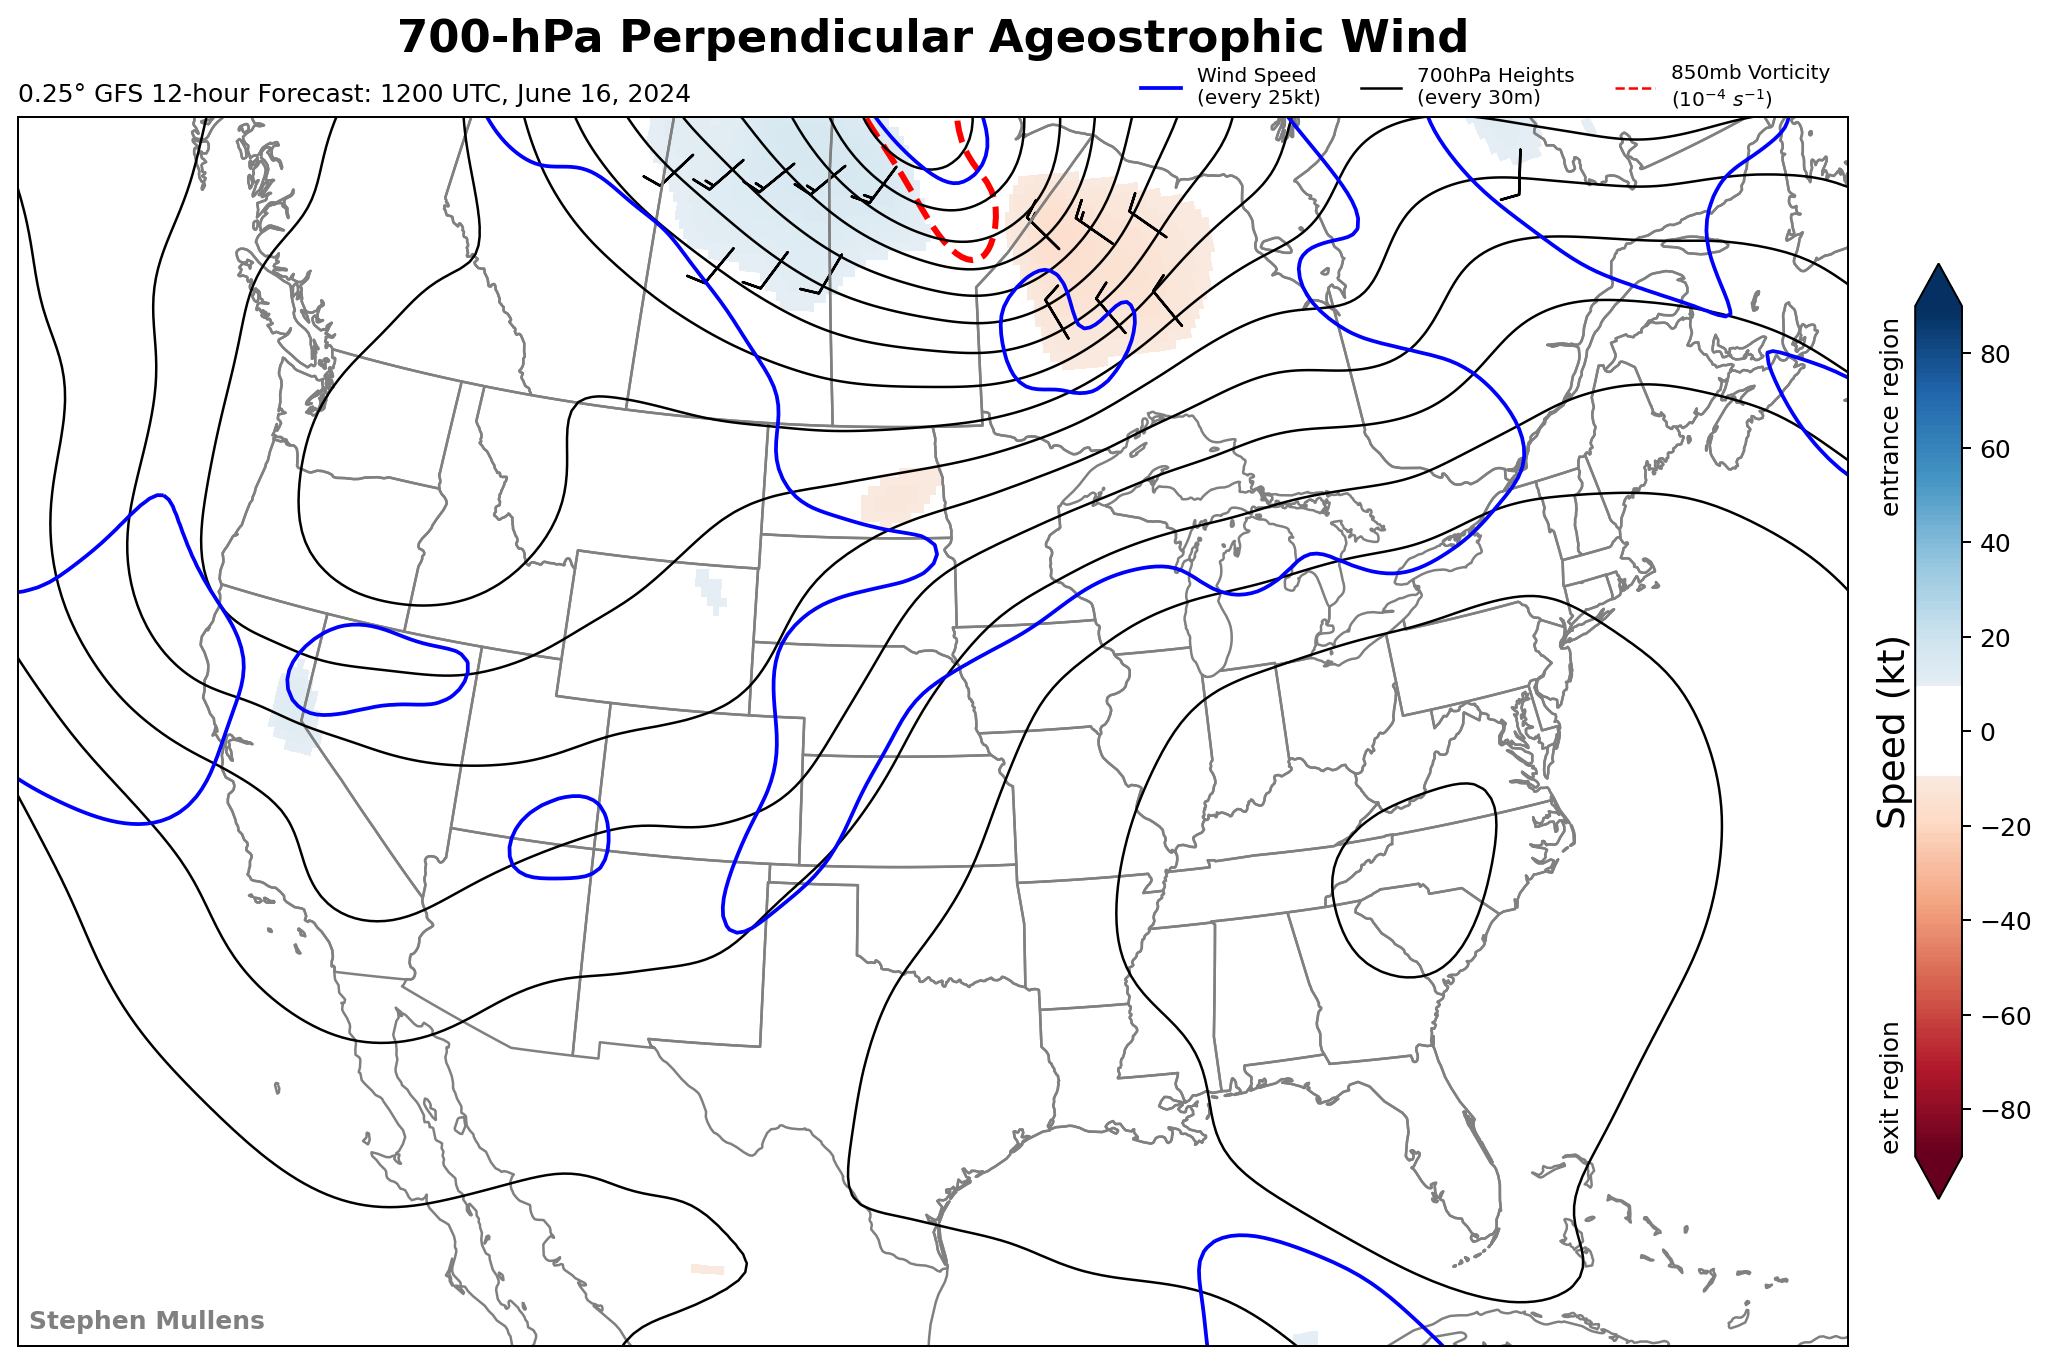 700-hPa Perpendicular Ageostrophic Wind
0.25° GFS 12-hour Forecast: 1200 UTC, June 16, 2024
Wind Speed
(every 25kt)
700hPa Heights
(every 30m)
850mb Vorticity
(10⁻⁴ s⁻¹)
entrance region
Speed (kt)
exit region
80
60
40
20
0
−20
−40
−60
−80
Stephen Mullens